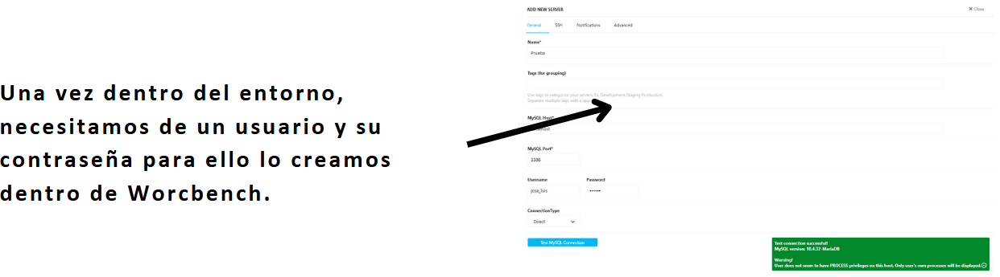 Una vez dentro del entorno,
necesitamos de un usuario y su
contraseña para ello lo creamos
dentro de Worcbench.
ADD NEW SERVER
✕ Close
General SSH Notifications Advanced
Name*
Prueba
Tags (for grouping)
Use tags to categorize your servers. Ex. Development Staging Production.
Separate multiple tags with a
MySQL Host*
MySQL Port*
3306
Username Password
jose_luis ••••••
ConnectionType
Direct
Test MySQL Connection
Test connection successful!
MySQL version: 10.4.32-MariaDB
Warning!
User does not seem to have PROCESS privileges on this host. Only user's own processes will be displayed.